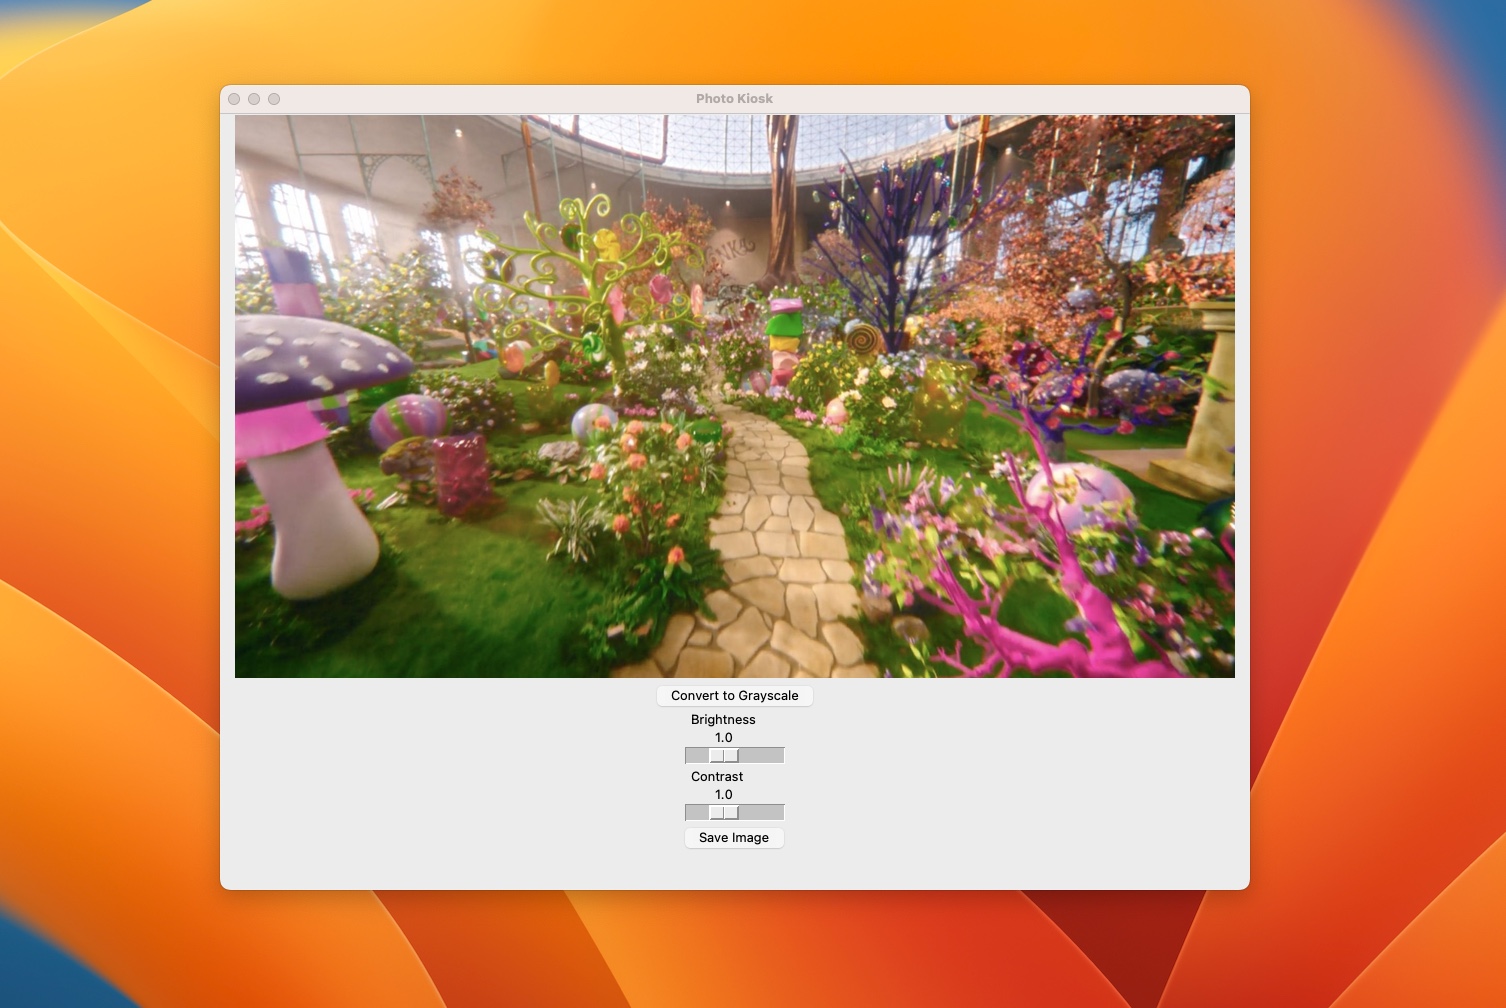 Photo Kiosk
Convert to Grayscale
Brightness
1.0
Contrast
1.0
Save Image